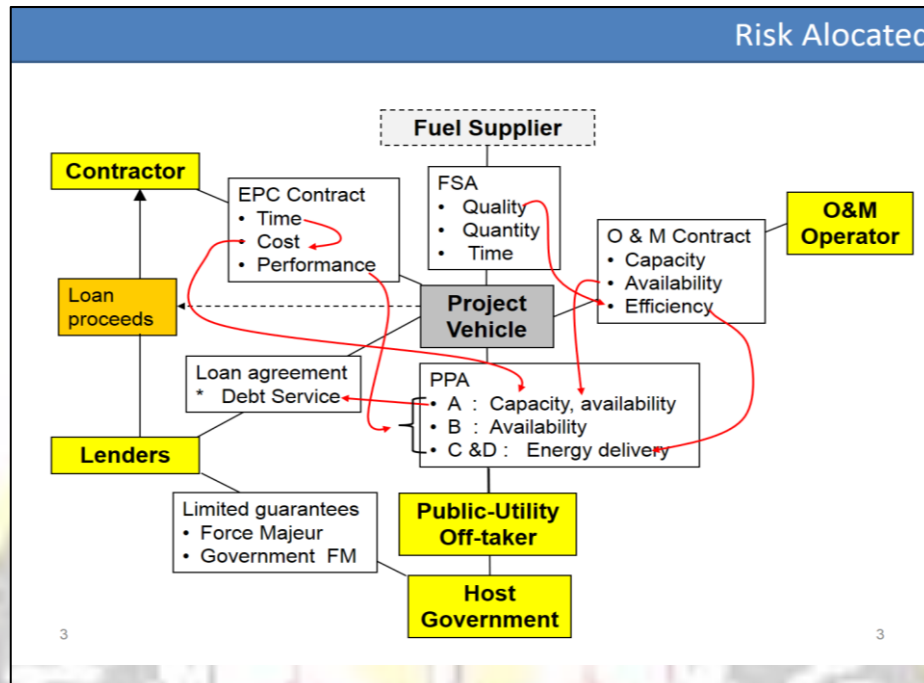 Risk Alocated
Fuel Supplier
Contractor
EPC Contract
• Time
• Cost
• Performance
FSA
• Quality
• Quantity
• Time
O & M Contract
• Capacity
• Availability
• Efficiency
O&M
Operator
Loan
proceeds
Project
Vehicle
Loan agreement
* Debt Service
PPA
• A : Capacity, availability
• B : Availability
• C &D : Energy delivery
Lenders
Limited guarantees
• Force Majeur
• Government FM
Public-Utility
Off-taker
Host
Government
3
3